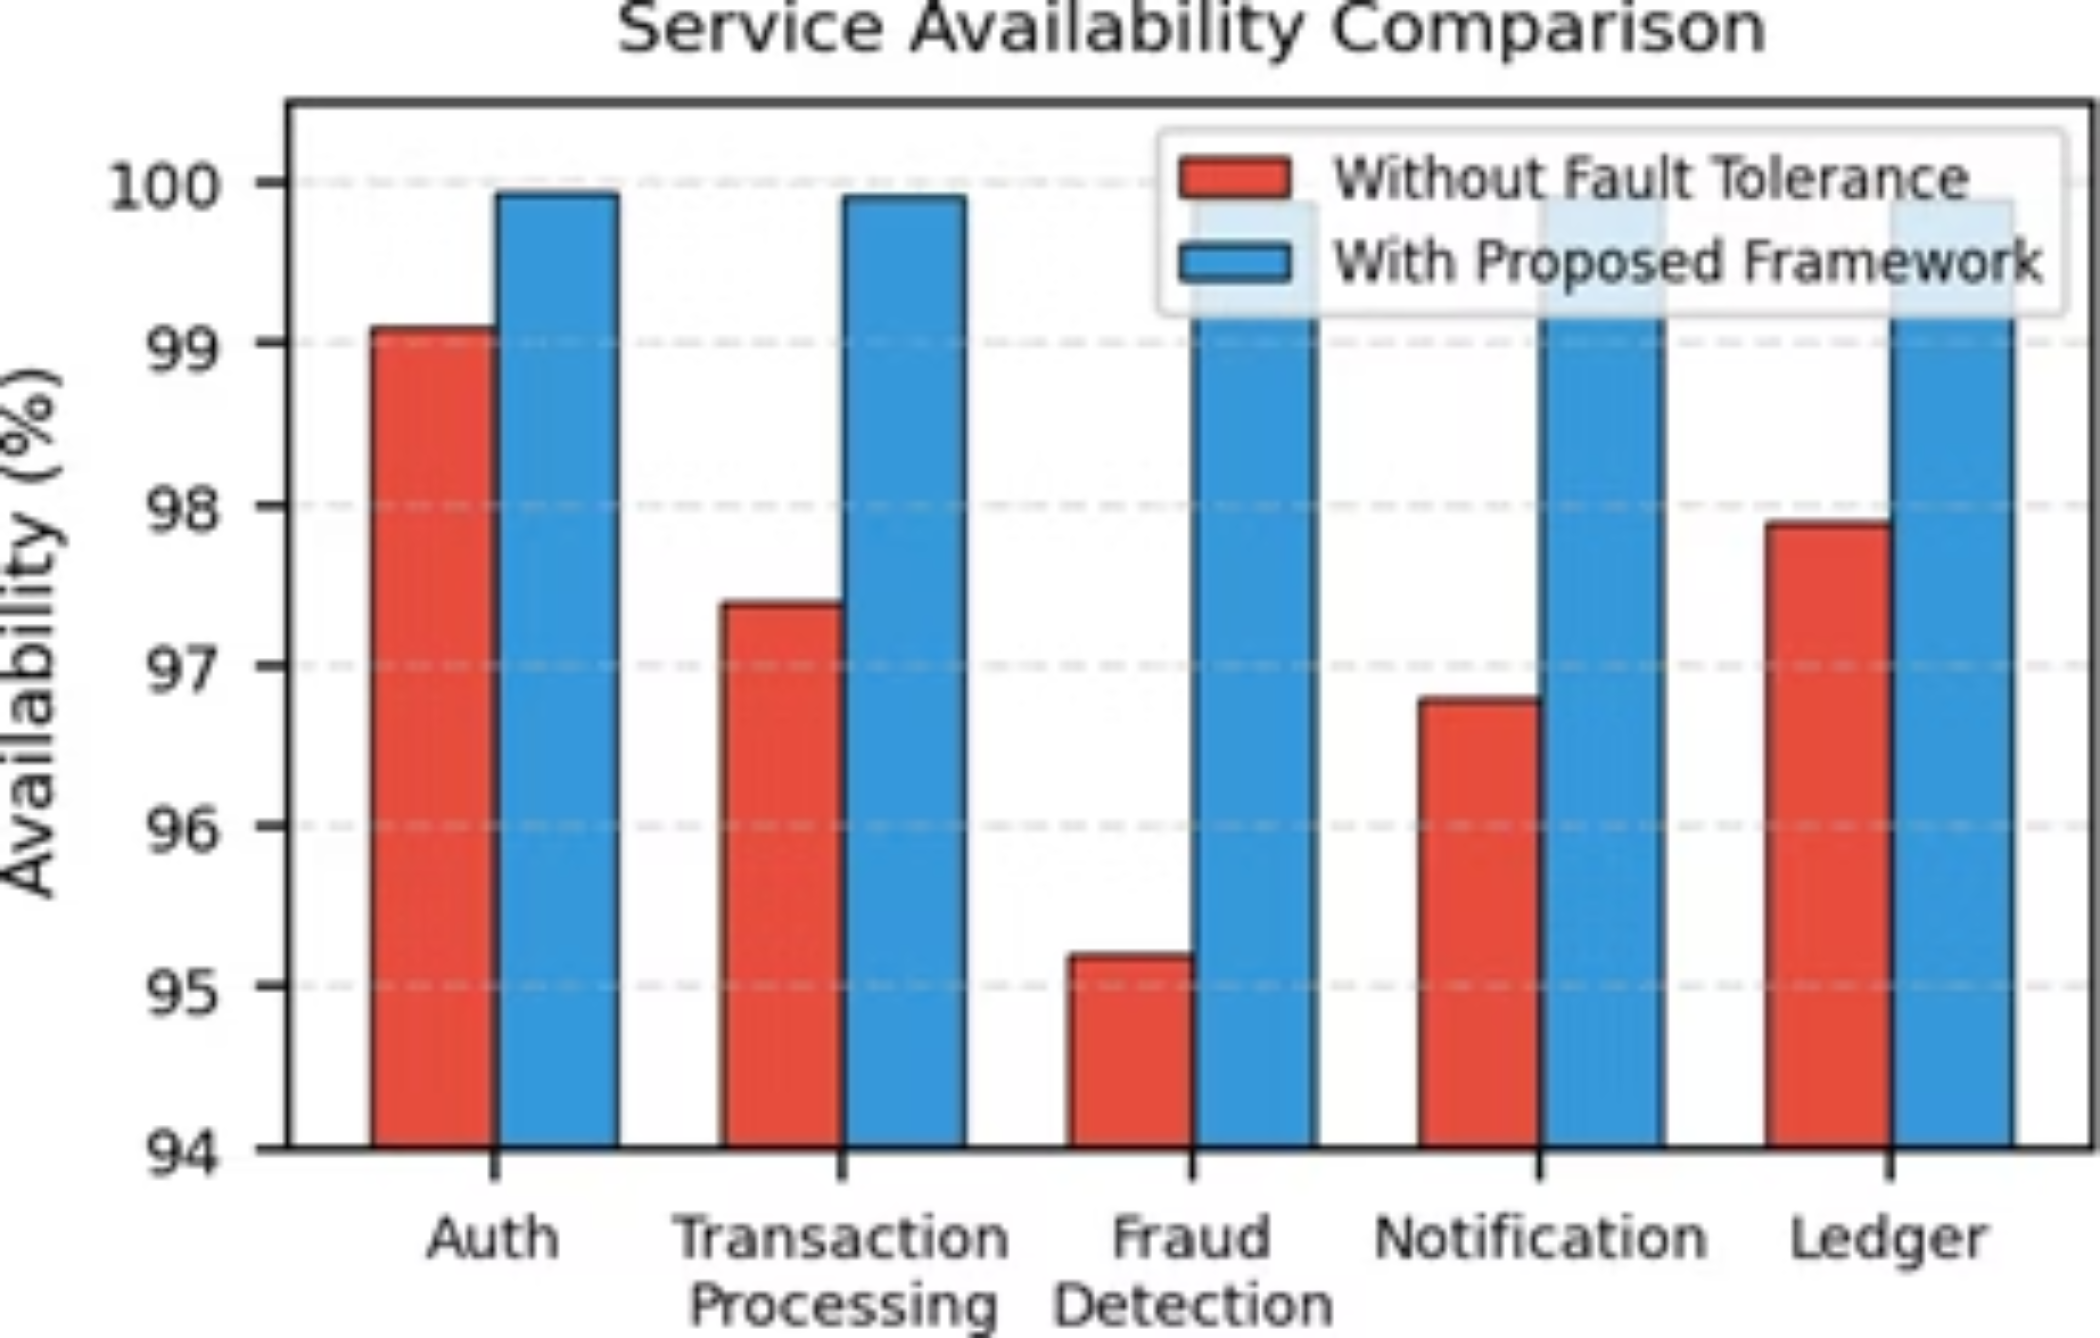 Service Availability Comparison
Without Fault Tolerance
With Proposed Framework
Availability (%)
100
99
98
97
96
95
94
Auth
Transaction
Processing
Fraud
Detection
Notification
Ledger